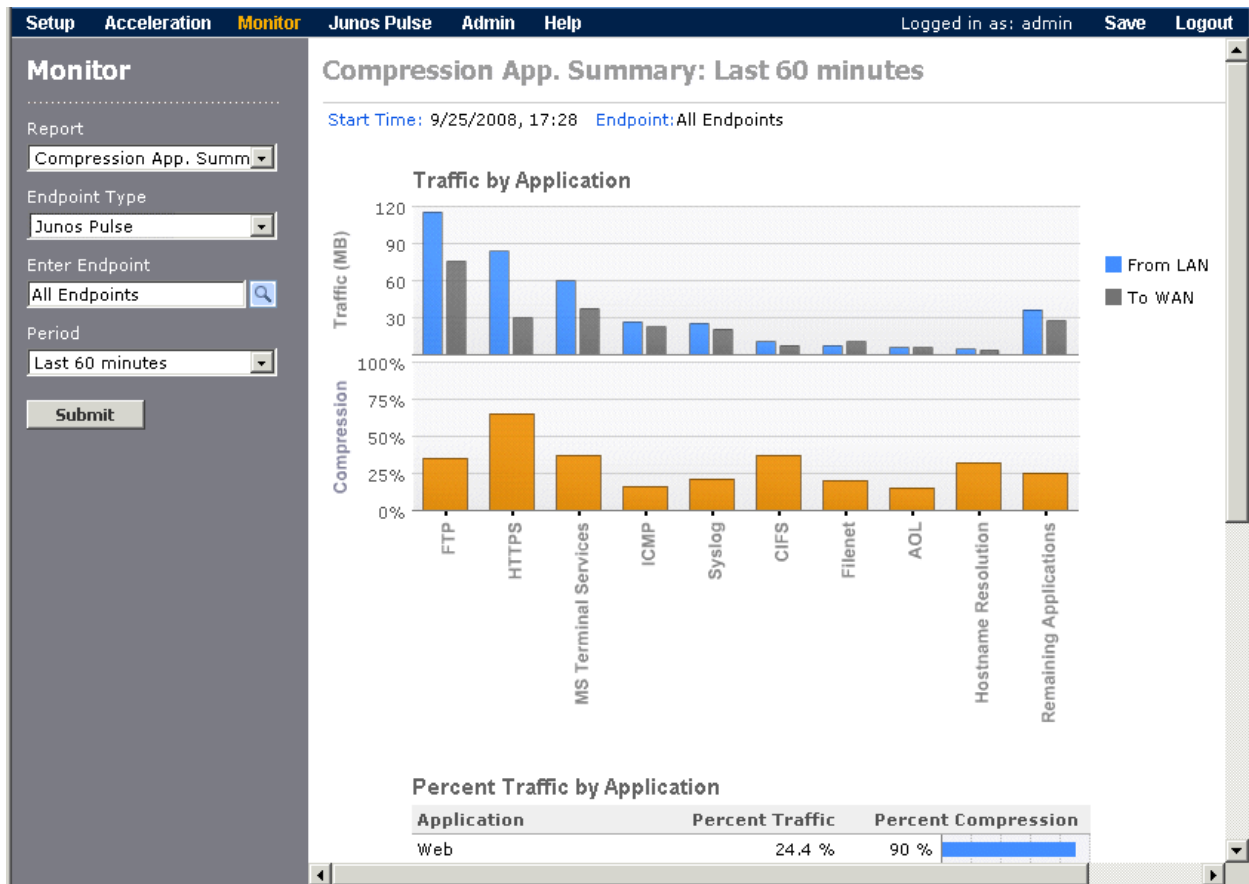 Setup Acceleration Monitor Junos Pulse Admin Help Logged in as: admin Save Logout
Monitor
Report
Compression App. Summ
Endpoint Type
Junos Pulse
Enter Endpoint
All Endpoints
Period
Last 60 minutes
Submit
Compression App. Summary: Last 60 minutes
Start Time: 9/25/2008, 17:28 Endpoint:All Endpoints
Traffic by Application
Traffic (MB)
120
90
60
30
From LAN
To WAN
Compression
100%
75%
50%
25%
0%
FTP
HTTPS
MS Terminal Services
ICMP
Syslog
CIFS
Filenet
AOL
Hostname Resolution
Remaining Applications
Percent Traffic by Application
Application Percent Traffic Percent Compression
Web 24.4 % 90 %